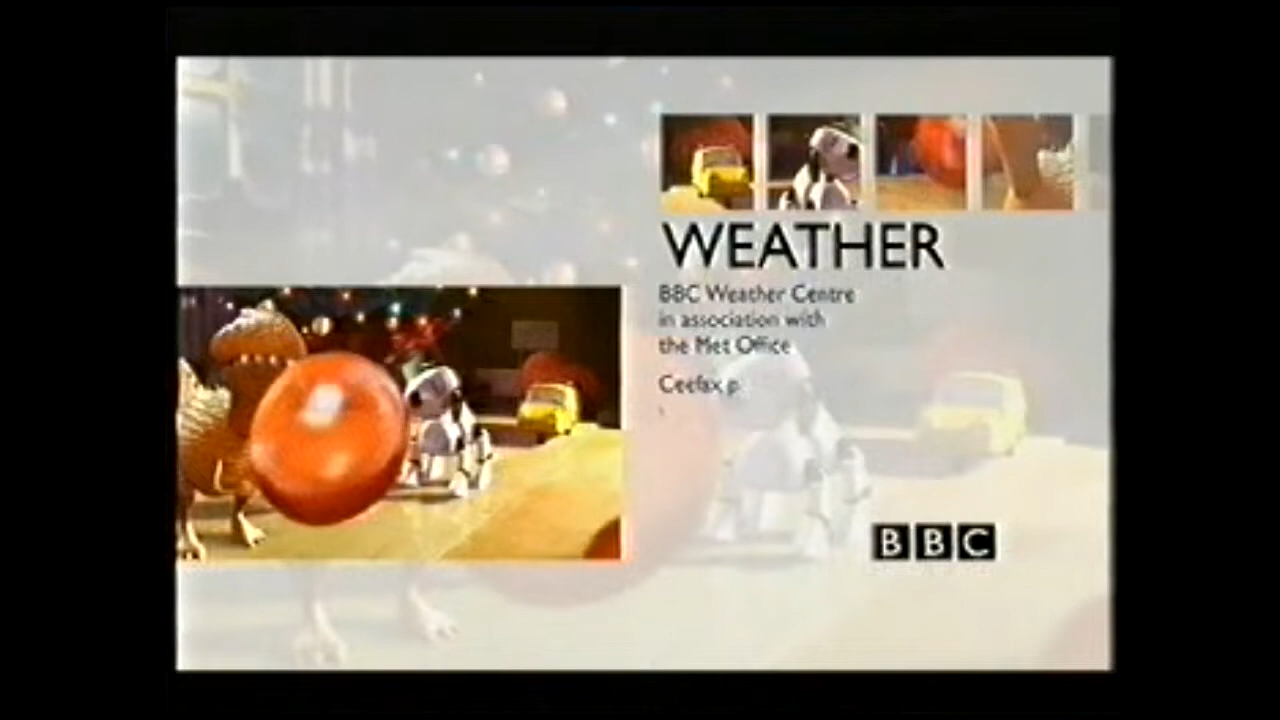 WEATHER
BBC Weather Centre
in association with
the Met Office
Ceefax p
BBC